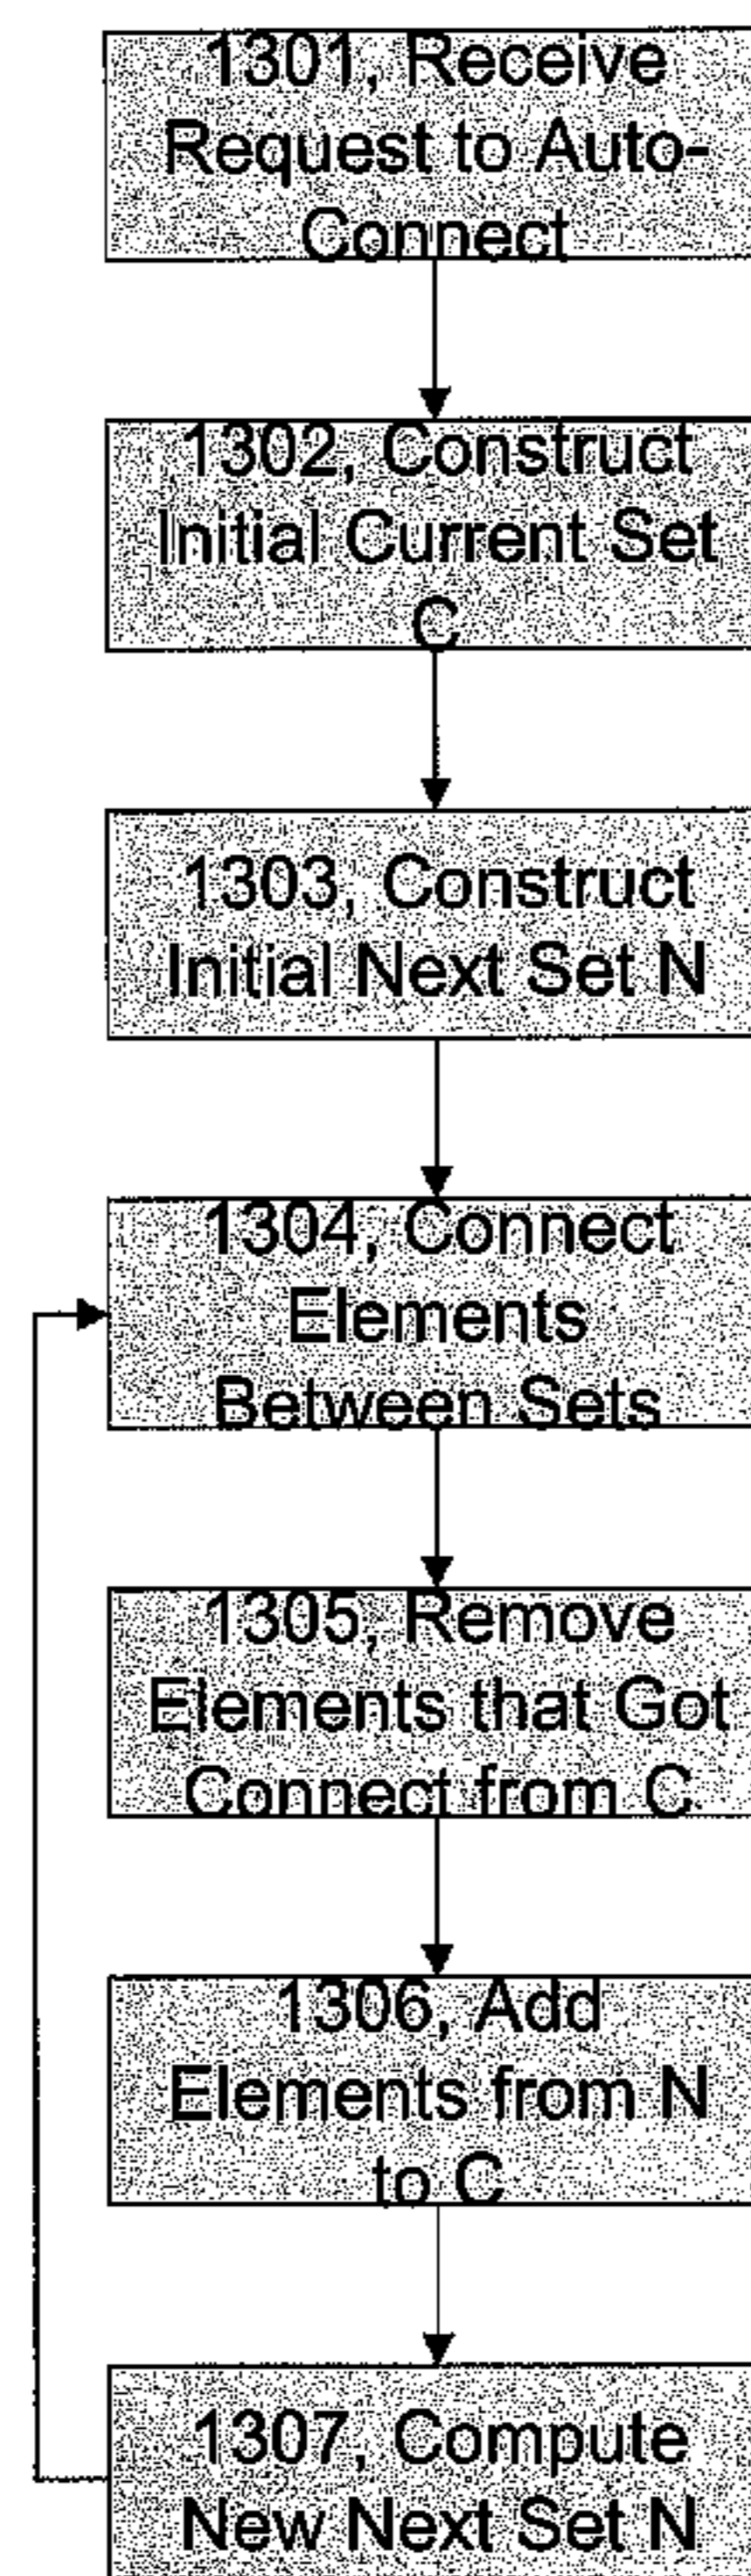 1301, Receive
Request to Auto-
Connect
1302, Construct
Initial Current Set
C
1303, Construct
Initial Next Set N
1304, Connect
Elements
Between Sets
1305, Remove
Elements that Got
Connect from C
1306, Add
Elements from N
to C
1307, Compute
New Next Set N